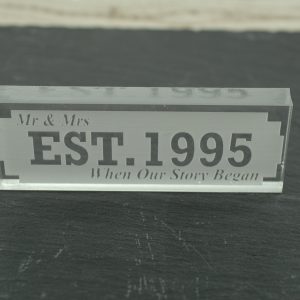 Mr & Mrs
EST.1995
When Our Story Began